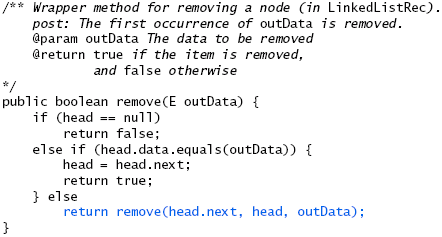 /** Wrapper method for removing a node (in LinkedListRec).
post: The first occurrence of outData is removed.
@param outData The data to be removed
@return true if the item is removed,
and false otherwise
*/
public boolean remove(E outData) {
if (head == null)
return false;
else if (head.data.equals(outData)) {
head = head.next;
return true;
} else
return remove(head.next, head, outData);
}